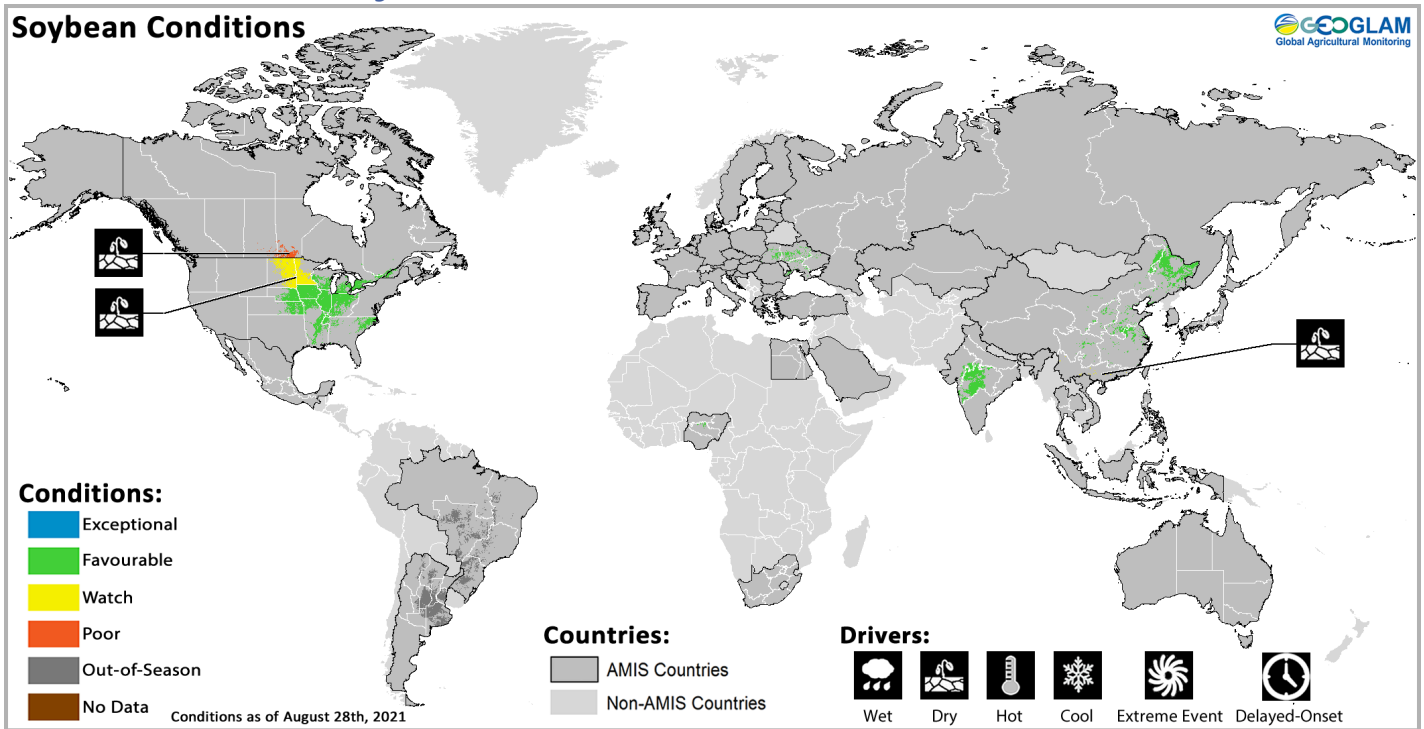 Soybean Conditions
GEOGLAM
Global Agricultural Monitoring
Conditions:
Exceptional
Favourable
Watch
Poor
Out-of-Season
No Data
Conditions as of August 28th, 2021
Countries:
AMIS Countries
Non-AMIS Countries
Drivers:
Wet Dry Hot Cool Extreme Event Delayed-Onset